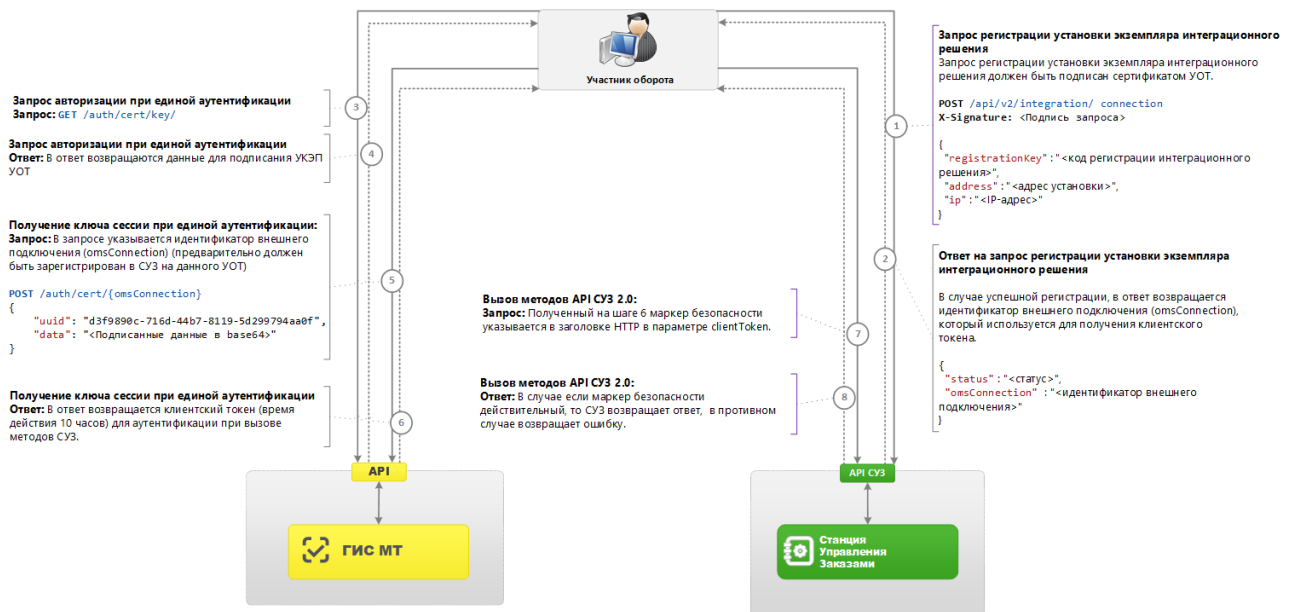 Участник оборота
Запрос авторизации при единой аутентификации
Запрос: GET /auth/cert/key/
3
Запрос авторизации при единой аутентификации
Ответ: В ответ возвращаются данные для подписания УКЭП
УОТ
4
Получение ключа сессии при единой аутентификации:
Запрос: В запросе указывается идентификатор внешнего
подключения (omsConnection) (предварительно должен
быть зарегистрирован в СУЗ на данного УОТ)
POST /auth/cert/{omsConnection}
{
"uuid": "d3f9890c-716d-44b7-8119-5d299794aa0f",
"data": "<Подписанные данные в base64>"
}
5
Получение ключа сессии при единой аутентификации
Ответ: В ответ возвращается клиентский токен (время
действия 10 часов) для аутентификации при вызове
методов СУЗ.
6
Вызов методов API СУЗ 2.0:
Запрос: Полученный на шаге 6 маркер безопасности
указывается в заголовке HTTP в параметре clientToken.
7
Вызов методов API СУЗ 2.0:
Ответ: В случае если маркер безопасности
действительный, то СУЗ возвращает ответ, в противном
случае возвращает ошибку.
8
Запрос регистрации установки экземпляра интеграционного
решения
Запрос регистрации установки экземпляра интеграционного
решения должен быть подписан сертификатом УОТ.
POST /api/v2/integration/ connection
X-Signature: <Подпись запроса>
{
"registrationKey":"<код регистрации интеграционного
решения>",
"address":"<адрес установки>",
"ip":"<IP-адрес>"
}
1
Ответ на запрос регистрации установки экземпляра
интеграционного решения
В случае успешной регистрации, в ответ возвращается
идентификатор внешнего подключения (omsConnection),
который используется для получения клиентского
токена.
{
"status":"<статус>",
"omsConnection" :"<идентификатор внешнего
подключения>"
}
2
API
ГИС МТ
API СУЗ
Станция
Управления
Заказами